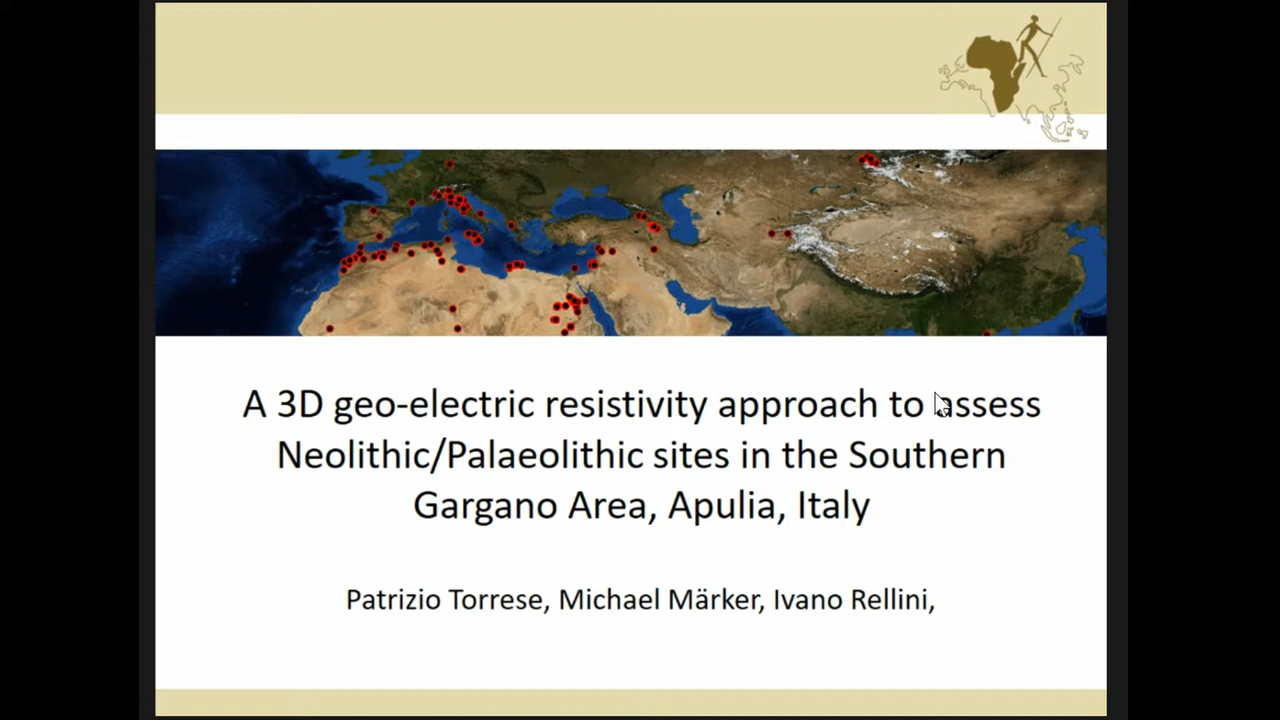 A 3D geo-electric resistivity approach to assess
Neolithic/Palaeolithic sites in the Southern
Gargano Area, Apulia, Italy
Patrizio Torrese, Michael Märker, Ivano Rellini,